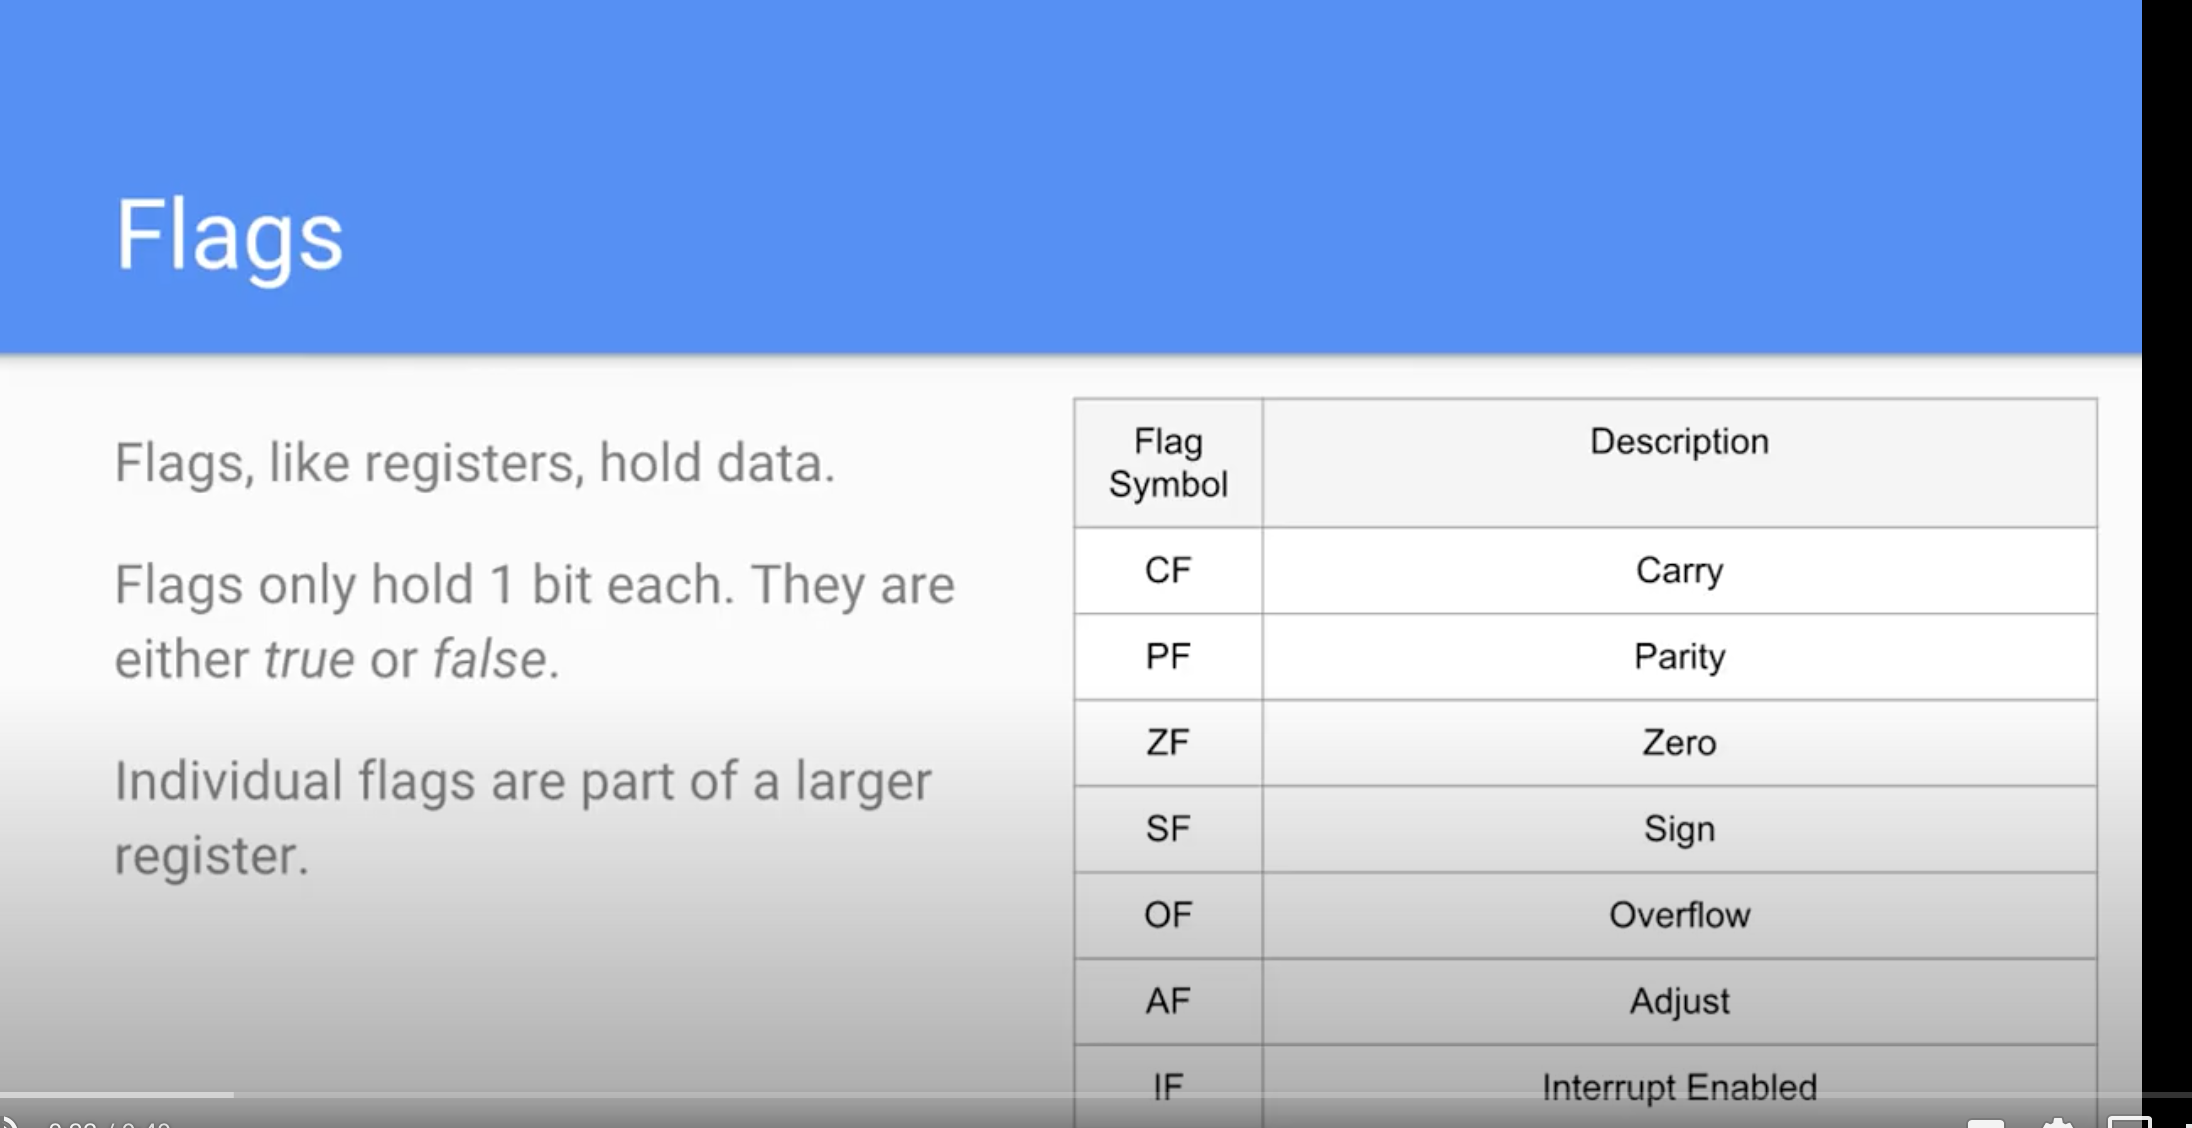 Flags
Flags, like registers, hold data.
Flags only hold 1 bit each. They are
either true or false.
Individual flags are part of a larger
register.
Flag
Symbol
Description
CF
Carry
PF
Parity
ZF
Zero
SF
Sign
OF
Overflow
AF
Adjust
IF
Interrupt Enabled